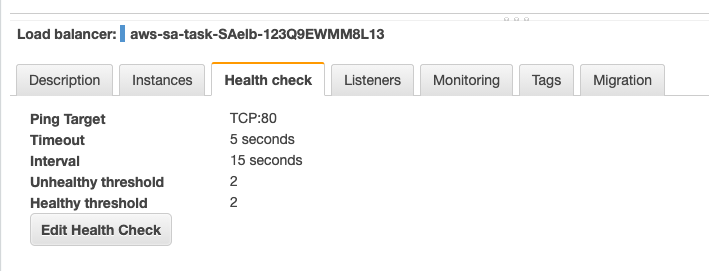 Load balancer: aws-sa-task-SAelb-123Q9EWMM8L13
Description Instances Health check Listeners Monitoring Tags Migration
Ping Target TCP:80
Timeout 5 seconds
Interval 15 seconds
Unhealthy threshold 2
Healthy threshold 2
Edit Health Check